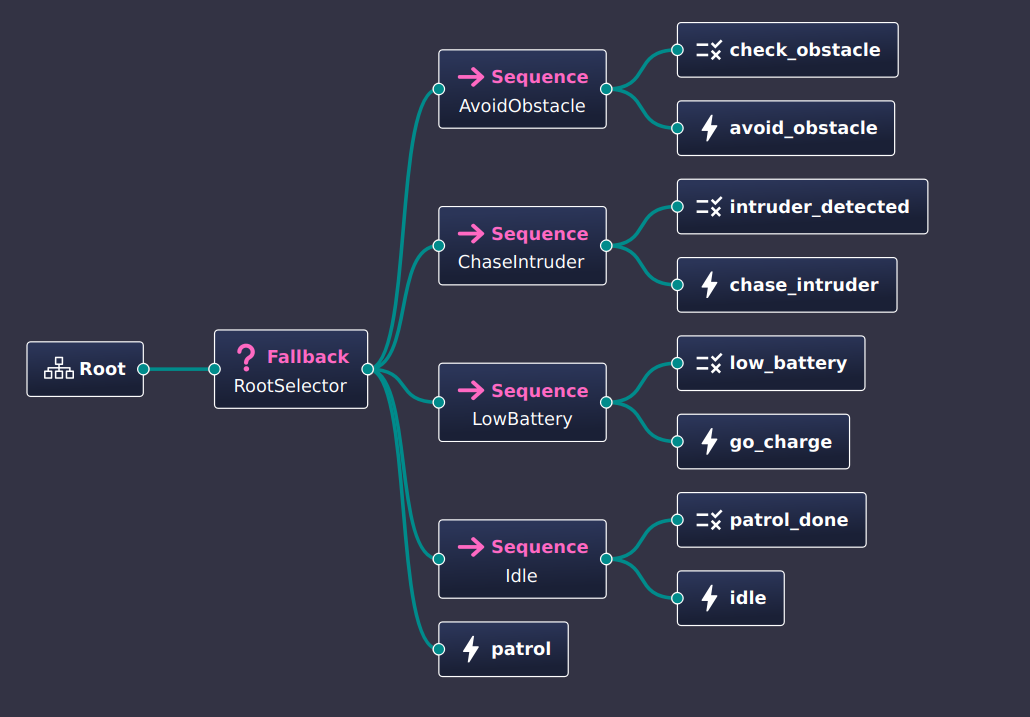 Root
Fallback
RootSelector
Sequence
AvoidObstacle
check_obstacle
avoid_obstacle
Sequence
ChaseIntruder
intruder_detected
chase_intruder
Sequence
LowBattery
low_battery
go_charge
Sequence
Idle
patrol_done
idle
patrol